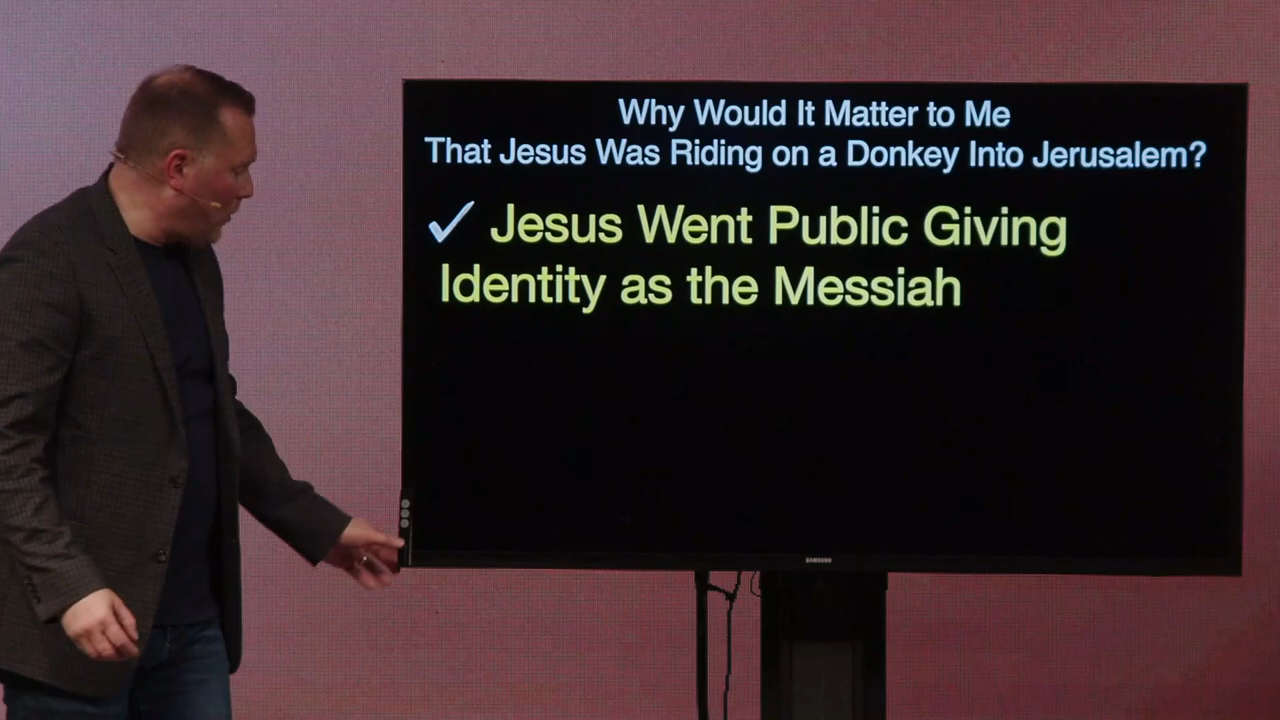 Why Would It Matter to Me
That Jesus Was Riding on a Donkey Into Jerusalem?
✓ Jesus Went Public Giving
Identity as the Messiah
SAMSUNG